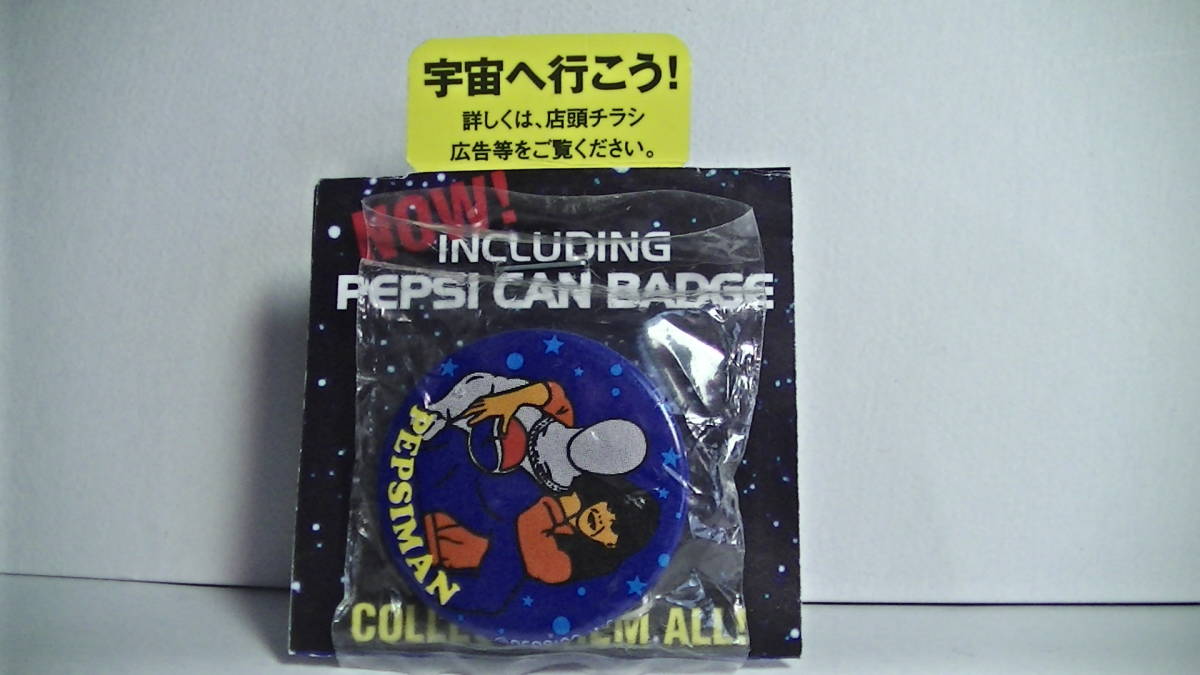 宇宙へ行こう!
詳しくは、店頭チラシ
広告等をご覧ください。
NOW!
INCLUDING
PEPSI CAN BADGE
PEPSIMAN
ALL!